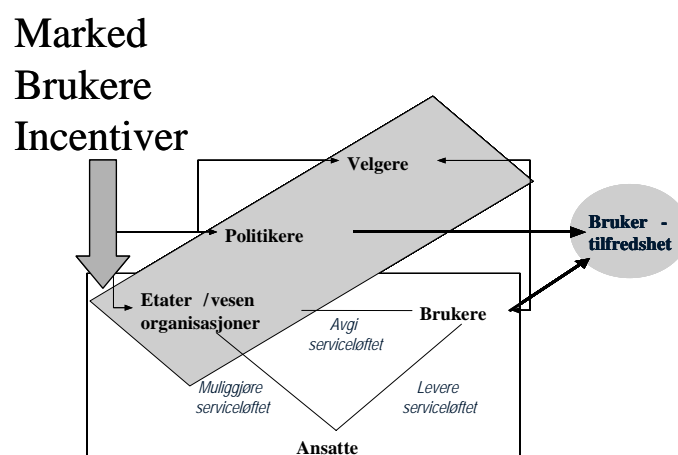 Marked
Brukere
Incentiver
Velgere
Politikere
Bruker -
tilfredshet
Etater / vesen
organisasjoner
Brukere
Avgi
serviceløftet
Muliggjøre
serviceløftet
Levere
serviceløftet
Ansatte